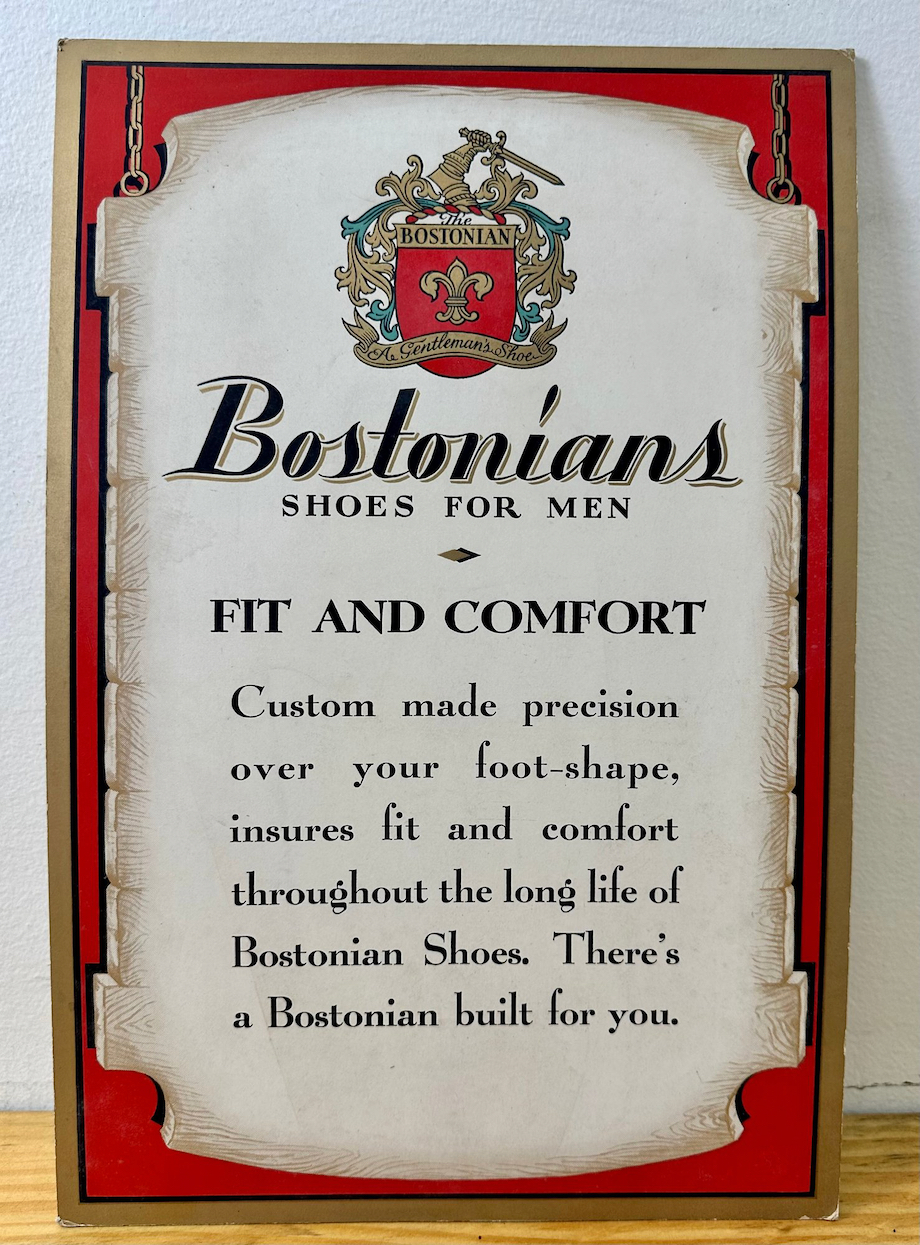 The
BOSTONIAN
A Gentleman's Shoe
Bostonians
SHOES FOR MEN
FIT AND COMFORT
Custom made precision
over your foot-shape,
insures fit and comfort
throughout the long life of
Bostonian Shoes. There's
a Bostonian built for you.